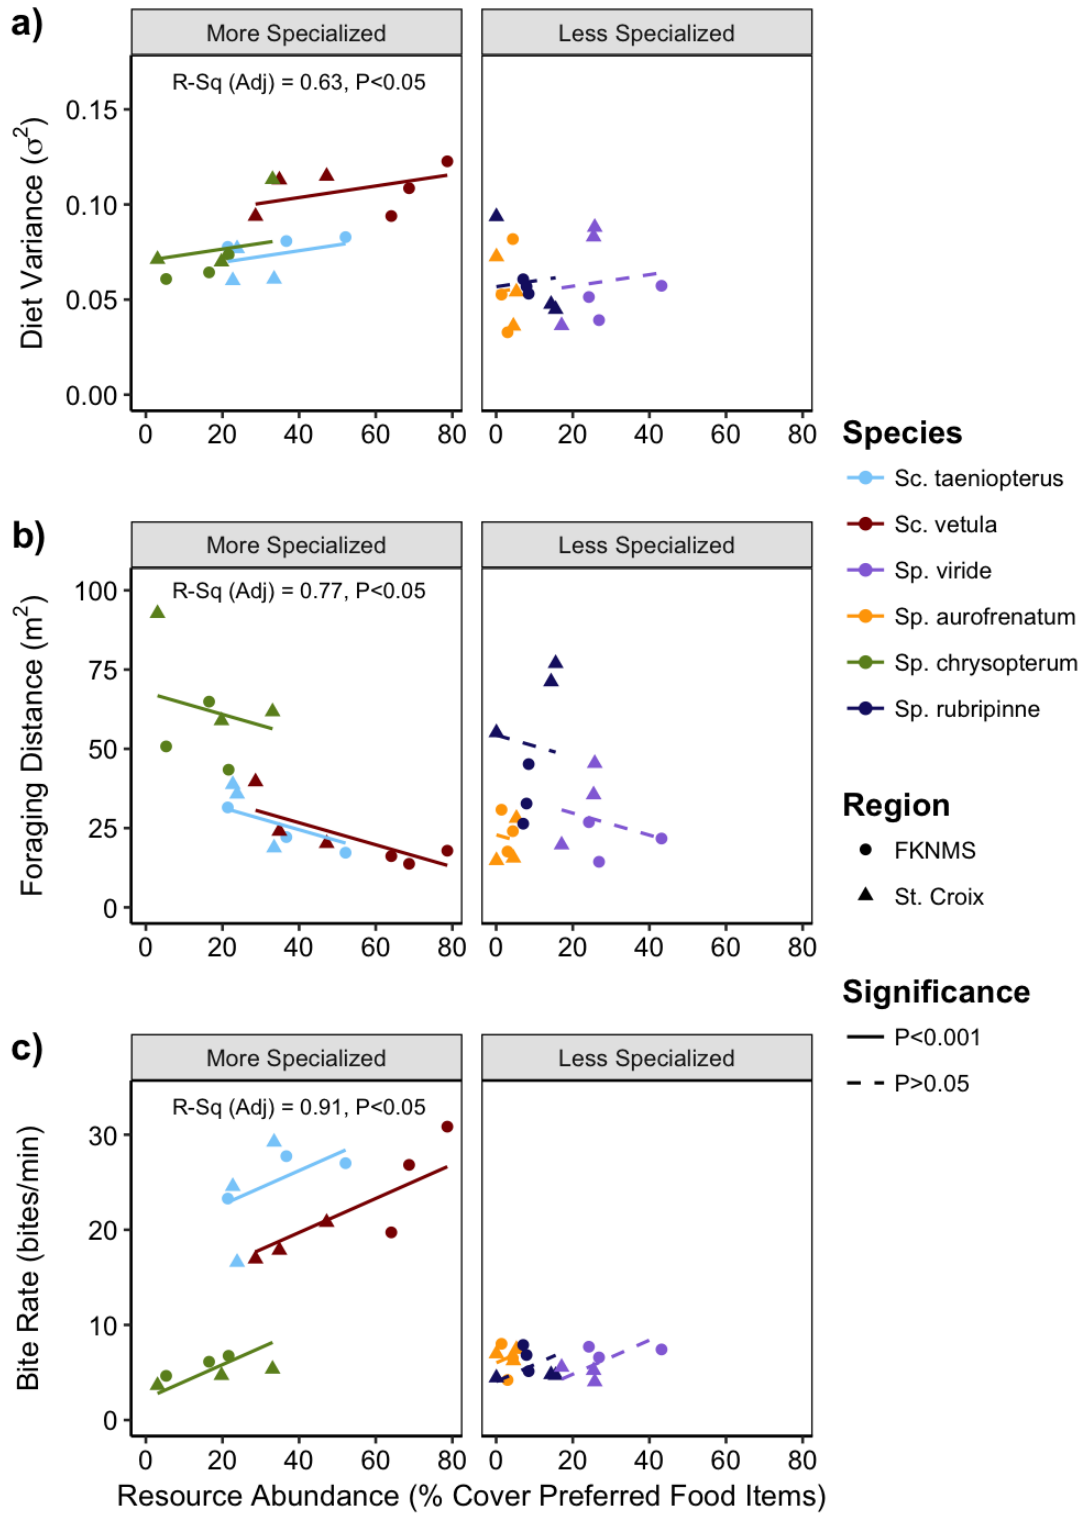 a)
More Specialized
Less Specialized
R-Sq (Adj) = 0.63, P<0.05
Diet Variance (σ²)
0.15
0.10
0.05
0.00
0 20 40 60 80
0 20 40 60 80
b)
More Specialized
Less Specialized
R-Sq (Adj) = 0.77, P<0.05
Foraging Distance (m²)
100
75
50
25
0
0 20 40 60 80
0 20 40 60 80
c)
More Specialized
Less Specialized
R-Sq (Adj) = 0.91, P<0.05
Bite Rate (bites/min)
30
20
10
0
0 20 40 60 80
0 20 40 60 80
Resource Abundance (% Cover Preferred Food Items)
Species
Sc. taeniopterus
Sc. vetula
Sp. viride
Sp. aurofrenatum
Sp. chrysopterum
Sp. rubripinne
Region
FKNMS
St. Croix
Significance
P<0.001
P>0.05